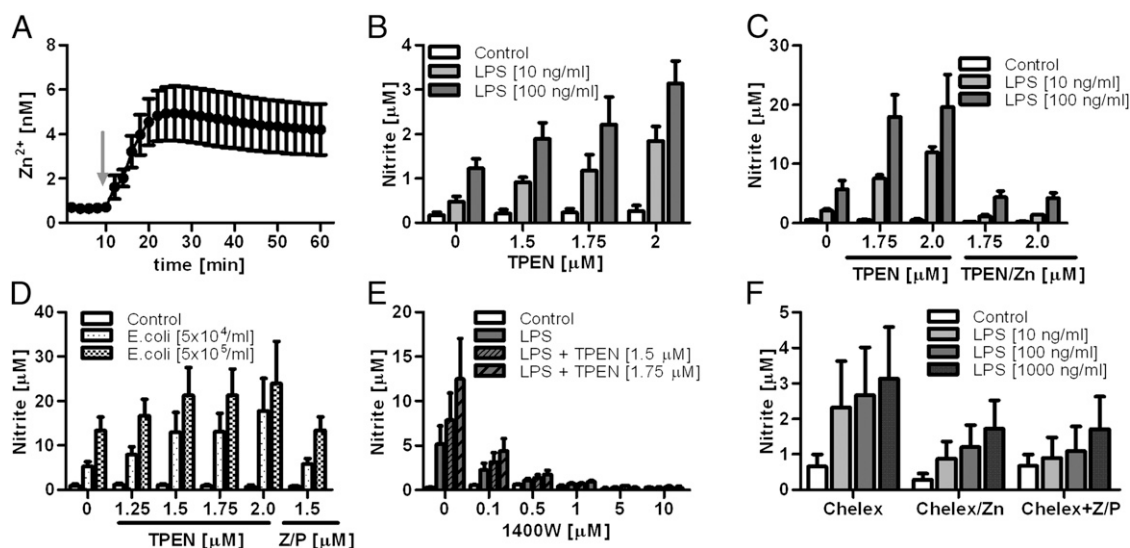 A
Zn2+ [nM]
8
6
4
2
0
10 20 30 40 50 60
time [min]
B
Nitrite [µM]
4
3
2
1
0
Control
LPS [10 ng/ml]
LPS [100 ng/ml]
0 1.5 1.75 2
TPEN [µM]
C
Nitrite [µM]
30
20
10
0
Control
LPS [10 ng/ml]
LPS [100 ng/ml]
0 1.75 2.0 1.75 2.0
TPEN [µM] TPEN/Zn [µM]
D
Nitrite [µM]
40
30
20
10
0
Control
E.coli [5x10⁴/ml]
E.coli [5x10⁵/ml]
0 1.25 1.5 1.75 2.0 1.5
TPEN [µM] Z/P [µM]
E
Nitrite [µM]
20
15
10
5
0
Control
LPS
LPS + TPEN [1.5 µM]
LPS + TPEN [1.75 µM]
0 0.1 0.5 1 5 10
1400W [µM]
F
Nitrite [µM]
6
5
4
3
2
1
0
Control
LPS [10 ng/ml]
LPS [100 ng/ml]
LPS [1000 ng/ml]
Chelex Chelex/Zn Chelex+Z/P